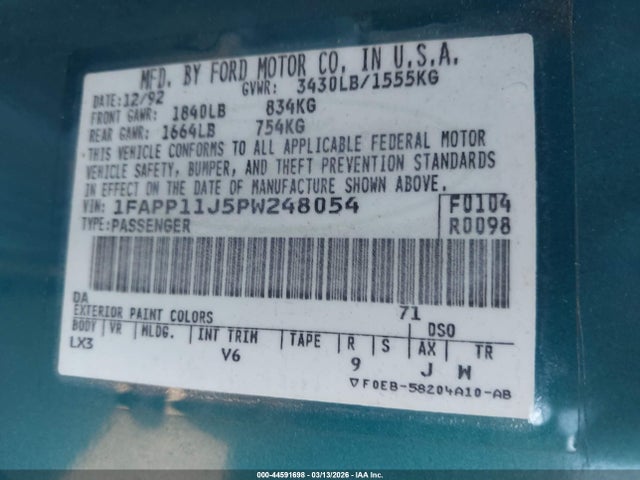 MFD. BY FORD MOTOR CO. IN U.S.A.
DATE: 12/92 GVWR: 3430LB/1555KG
FRONT GAWR: 1840LB 834KG
REAR GAWR: 1664LB 754KG
THIS VEHICLE CONFORMS TO ALL APPLICABLE FEDERAL MOTOR
VEHICLE SAFETY, BUMPER, AND THEFT PREVENTION STANDARDS
IN EFFECT ON THE DATE OF MANUFACTURE SHOWN ABOVE.
VIN: 1FAPP11J5PW248054 F0104
TYPE: PASSENGER R0098
DA 71
EXTERIOR PAINT COLORS DSO
BODY VR MLDG. INT TRIM TAPE R S AX TR
LX3 V6 9 J W
▽F0EB-58204A10-AB
000-44591698 - 03/13/2026 - IAA Inc.